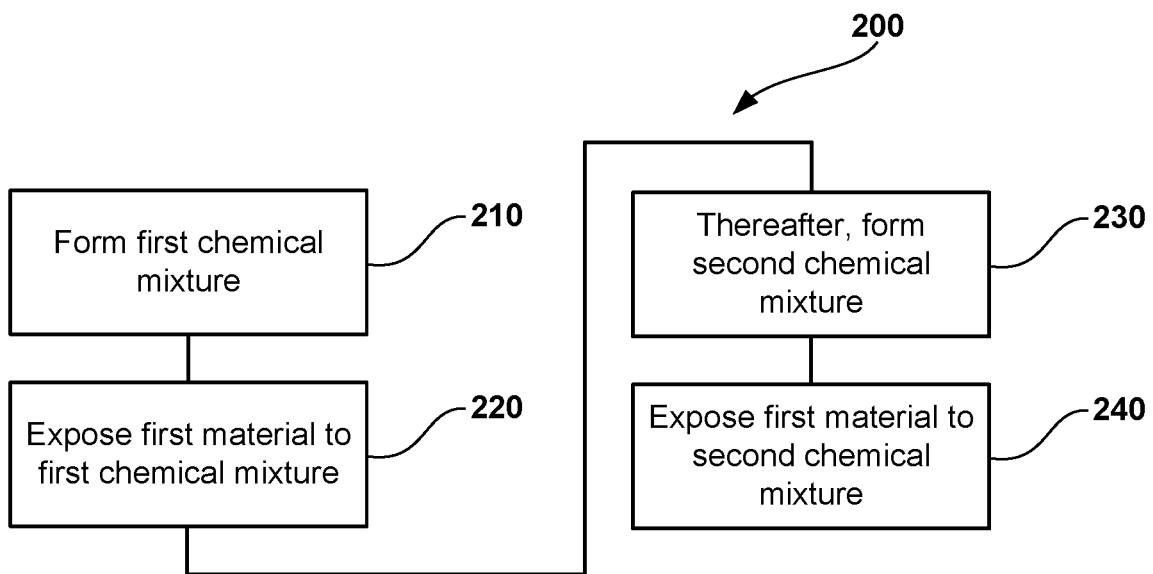 200
Form first chemical
mixture
210
Expose first material to
first chemical mixture
220
Thereafter, form
second chemical
mixture
230
Expose first material to
second chemical
mixture
240